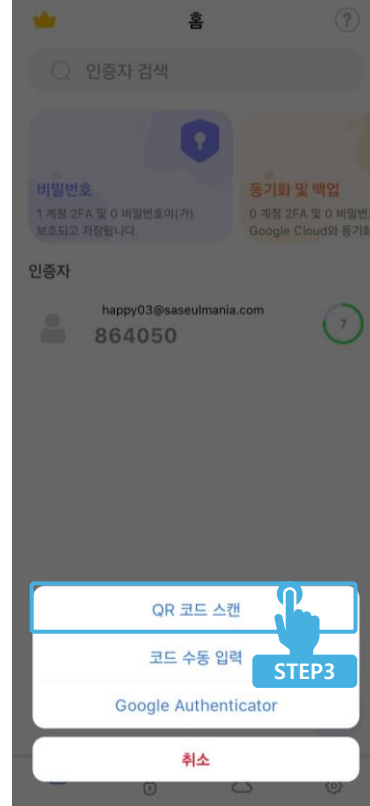 홈
?
인증자 검색
비밀번호
1 계정 2FA 및 0 비밀번호이(가)
보호되고 저장됩니다.
동기화 및 백업
0 계정 2FA 및 0 비밀번
Google Cloud와 동기화
인증자
happy03@saseulmania.com
864050
7
QR 코드 스캔
코드 수동 입력
STEP3
Google Authenticator
취소